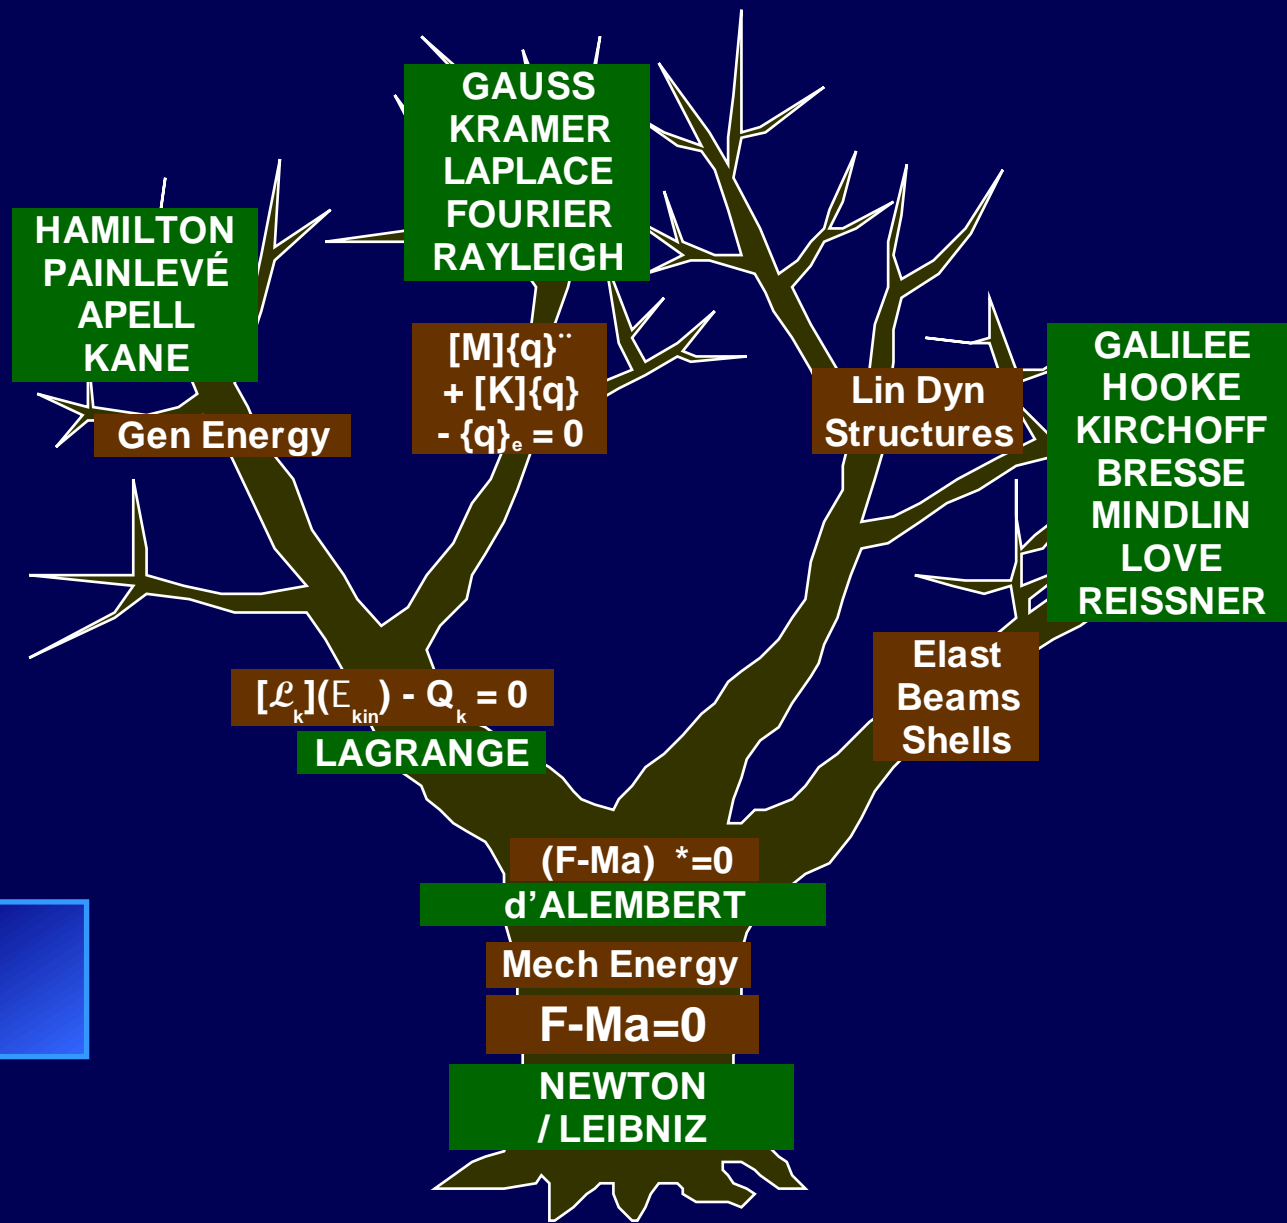 GAUSS
KRAMER
LAPLACE
FOURIER
RAYLEIGH
HAMILTON
PAINLEVÉ
APELL
KANE
[M]{q}¨
+ [K]{q}
- {q}ₑ = 0
Gen Energy
Lin Dyn
Structures
GALILEE
HOOKE
KIRCHOFF
BRESSE
MINDLIN
LOVE
REISSNER
Elast
Beams
Shells
[ℒk](Ekin) - Qk = 0
LAGRANGE
(F-Ma) *=0
d’ALEMBERT
Mech Energy
F-Ma=0
NEWTON
/ LEIBNIZ